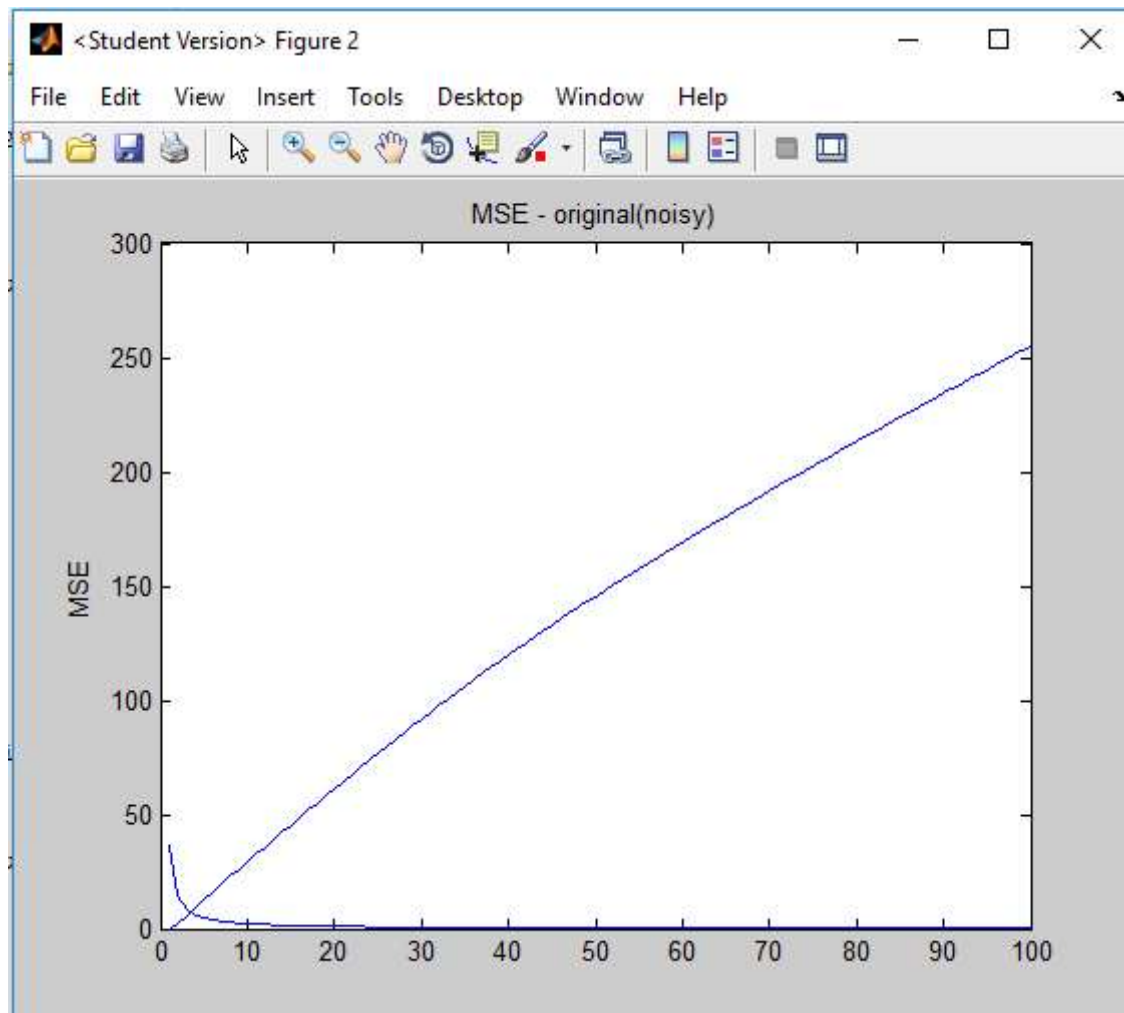 <Student Version> Figure 2
File Edit View Insert Tools Desktop Window Help
MSE - original(noisy)
300
250
200
150
100
50
0
MSE
0 10 20 30 40 50 60 70 80 90 100